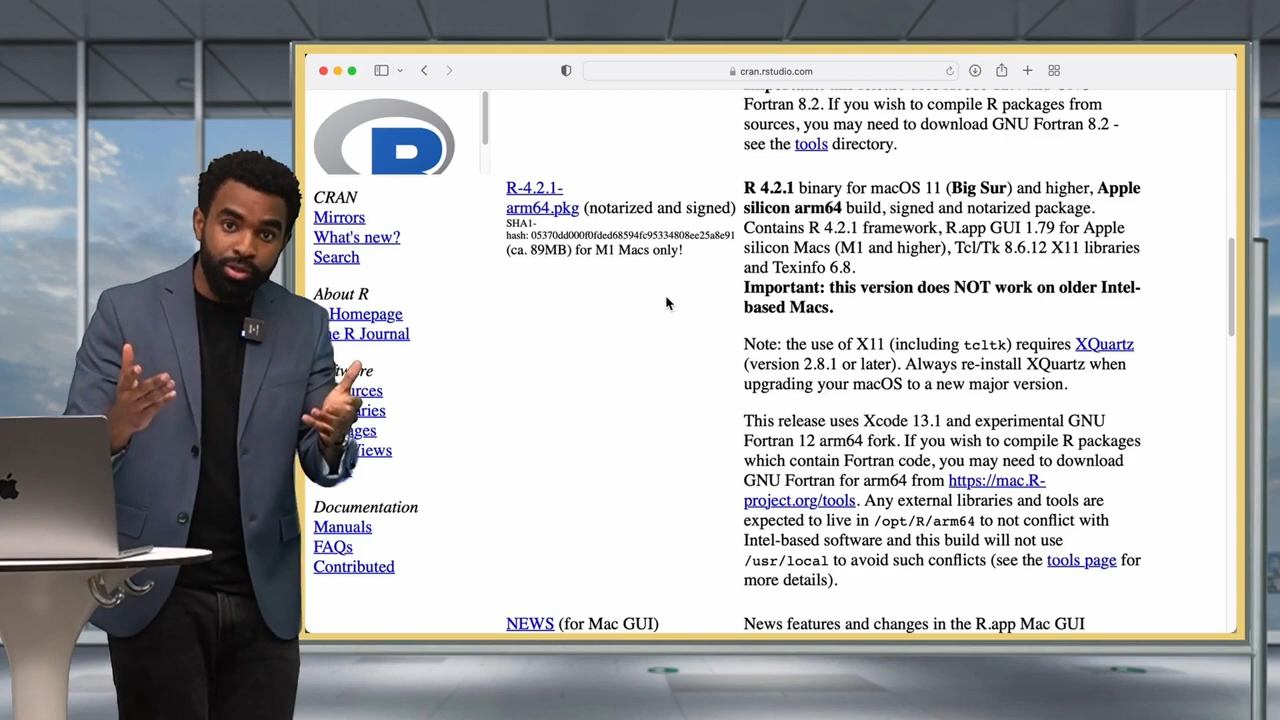 cran.rstudio.com
Fortran 8.2. If you wish to compile R packages from
sources, you may need to download GNU Fortran 8.2 -
see the tools directory.
R
CRAN
Mirrors
What's new?
Search
About R
Homepage
R Journal
Documentation
Manuals
FAQs
Contributed
R-4.2.1-
arm64.pkg (notarized and signed)
SHA1-
hash: 05370dd000f0fded68594fc95334808ee25a8e91
(ca. 89MB) for M1 Macs only!
R 4.2.1 binary for macOS 11 (Big Sur) and higher, Apple
silicon arm64 build, signed and notarized package.
Contains R 4.2.1 framework, R.app GUI 1.79 for Apple
silicon Macs (M1 and higher), Tcl/Tk 8.6.12 X11 libraries
and Texinfo 6.8.
Important: this version does NOT work on older Intel-
based Macs.
Note: the use of X11 (including tcltk) requires XQuartz
(version 2.8.1 or later). Always re-install XQuartz when
upgrading your macOS to a new major version.
This release uses Xcode 13.1 and experimental GNU
Fortran 12 arm64 fork. If you wish to compile R packages
which contain Fortran code, you may need to download
GNU Fortran for arm64 from https://mac.R-
project.org/tools. Any external libraries and tools are
expected to live in /opt/R/arm64 to not conflict with
Intel-based software and this build will not use
/usr/local to avoid such conflicts (see the tools page for
more details).
NEWS (for Mac GUI)
News features and changes in the R.app Mac GUI